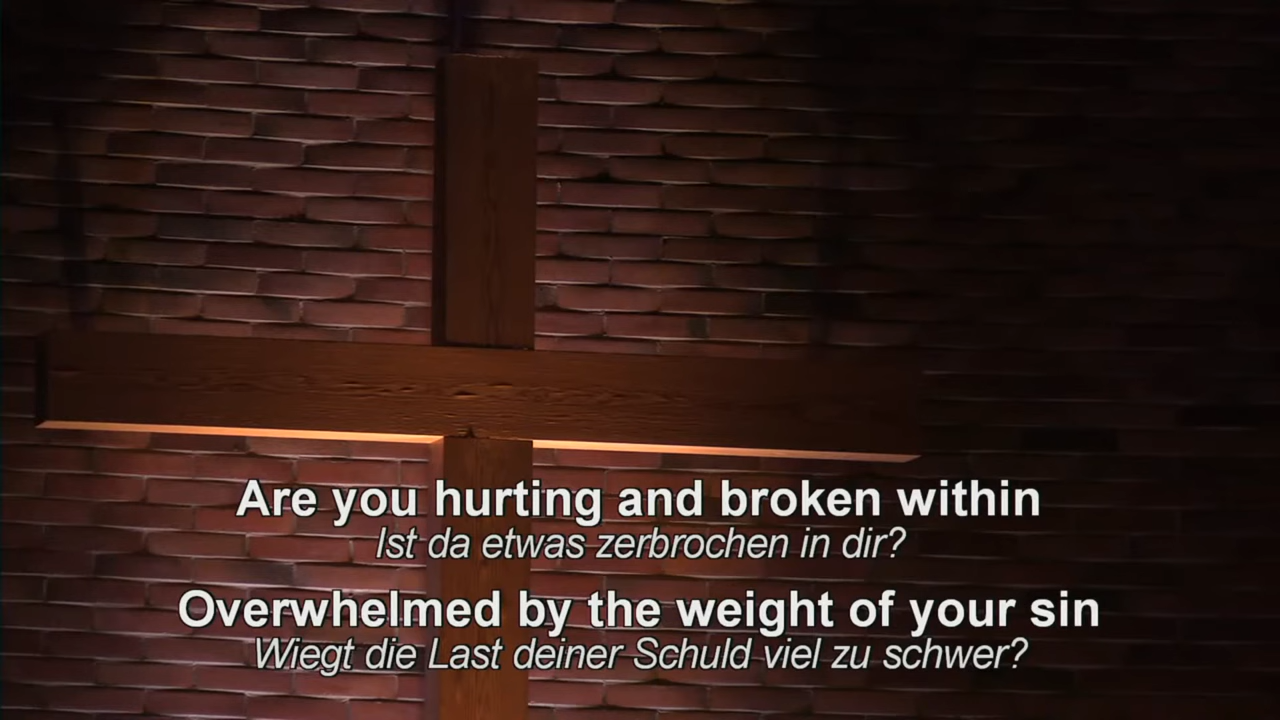 Are you hurting and broken within
Ist da etwas zerbrochen in dir?
Overwhelmed by the weight of your sin
Wiegt die Last deiner Schuld viel zu schwer?